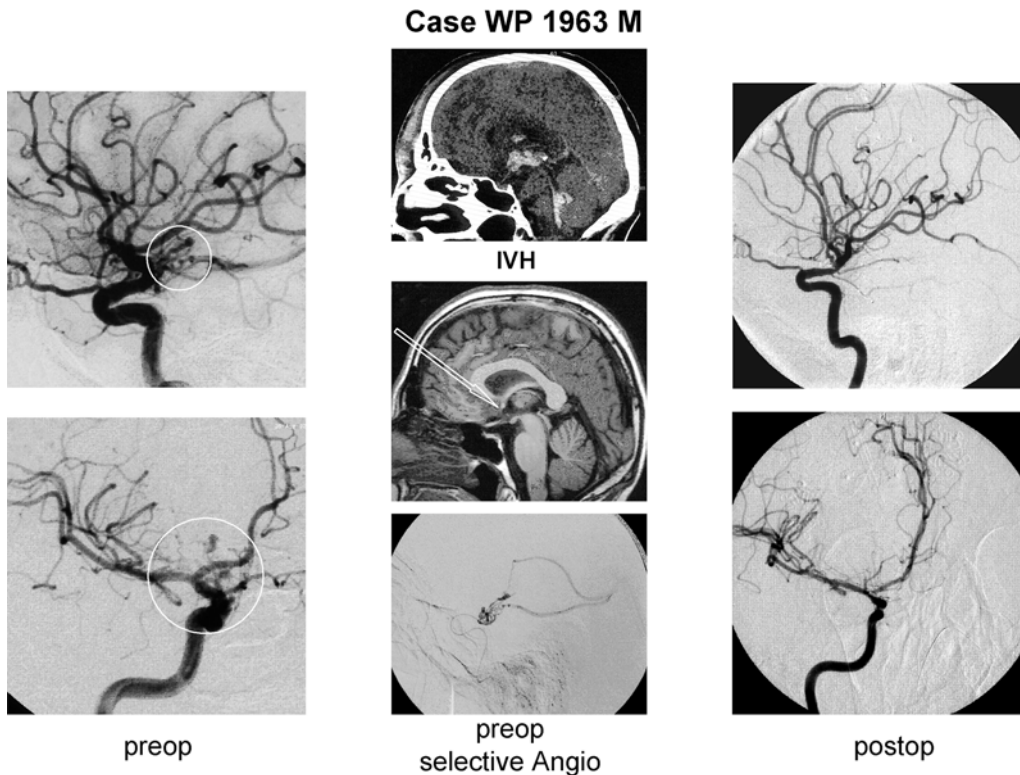 Case WP 1963 M
IVH
preop
preop
selective Angio
postop